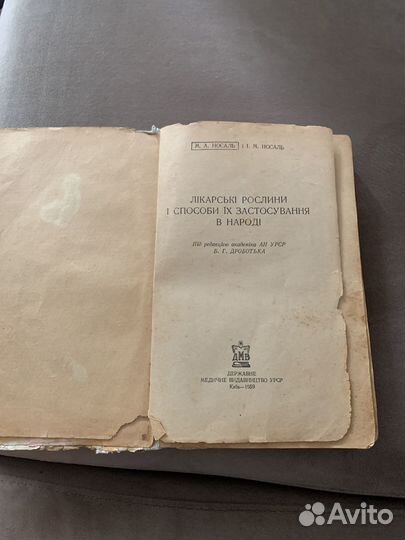 М. А. НОСАЛЬ і І. М. НОСАЛЬ
ЛІКАРСЬКІ РОСЛИНИ
І СПОСОБИ ЇХ ЗАСТОСУВАННЯ
В НАРОДІ
Під редакцією академіка АН УРСР
В. Г. ДРОБОТЬКА
ДМВ
ДЕРЖАВНЕ
МЕДИЧНЕ ВИДАВНИЦТВО УРСР
Київ—1959
Avito